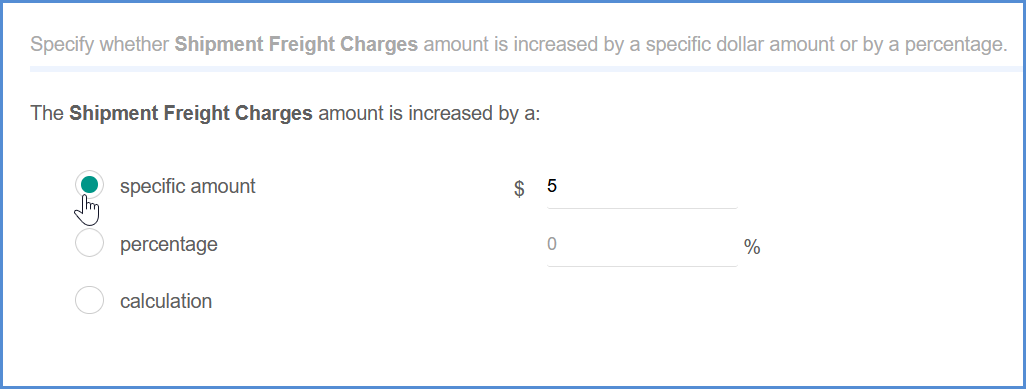 Specify whether Shipment Freight Charges amount is increased by a specific dollar amount or by a percentage.
The Shipment Freight Charges amount is increased by a:
specific amount $ 5
percentage 0 %
calculation